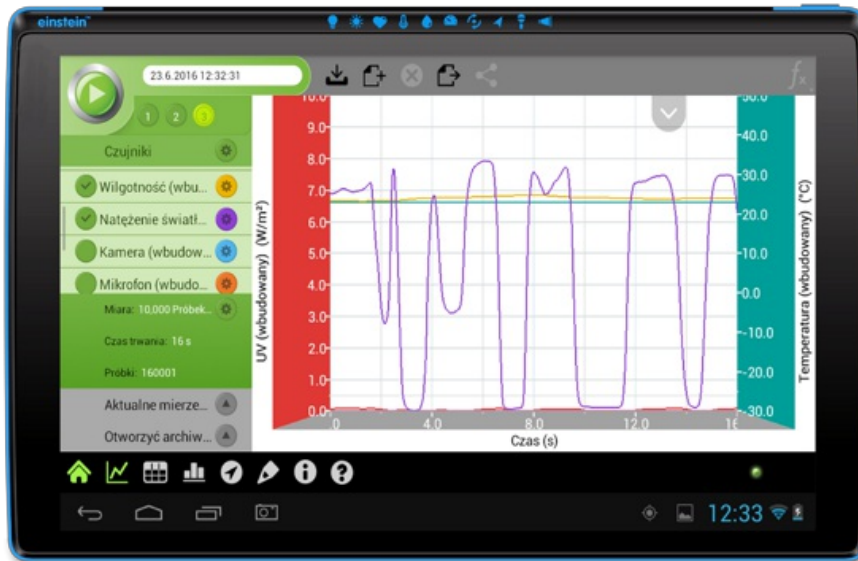 einstein™
23.6.2016 12:32:31
1 2 3
Czujniki
Wilgotność (wbu...
Natężenie światł...
Kamera (wbudow...
Mikrofon (wbudo...
Miara: 10,000 Próbek...
Czas trwania: 16 s
Próbki: 160001
Aktualne mierze...
Otworzyć archiw...
fx
UV (wbudowany) (W/m²)
10.0
9.0
8.0
7.0
6.0
5.0
4.0
3.0
2.0
1.0
0.0
.0 4.0 8.0 12.0 16
Czas (s)
50.0
40.0
30.0
20.0
10.0
0.0
-10.0
-20.0
-30.0
Temperatura (wbudowany) (°C)
12:33